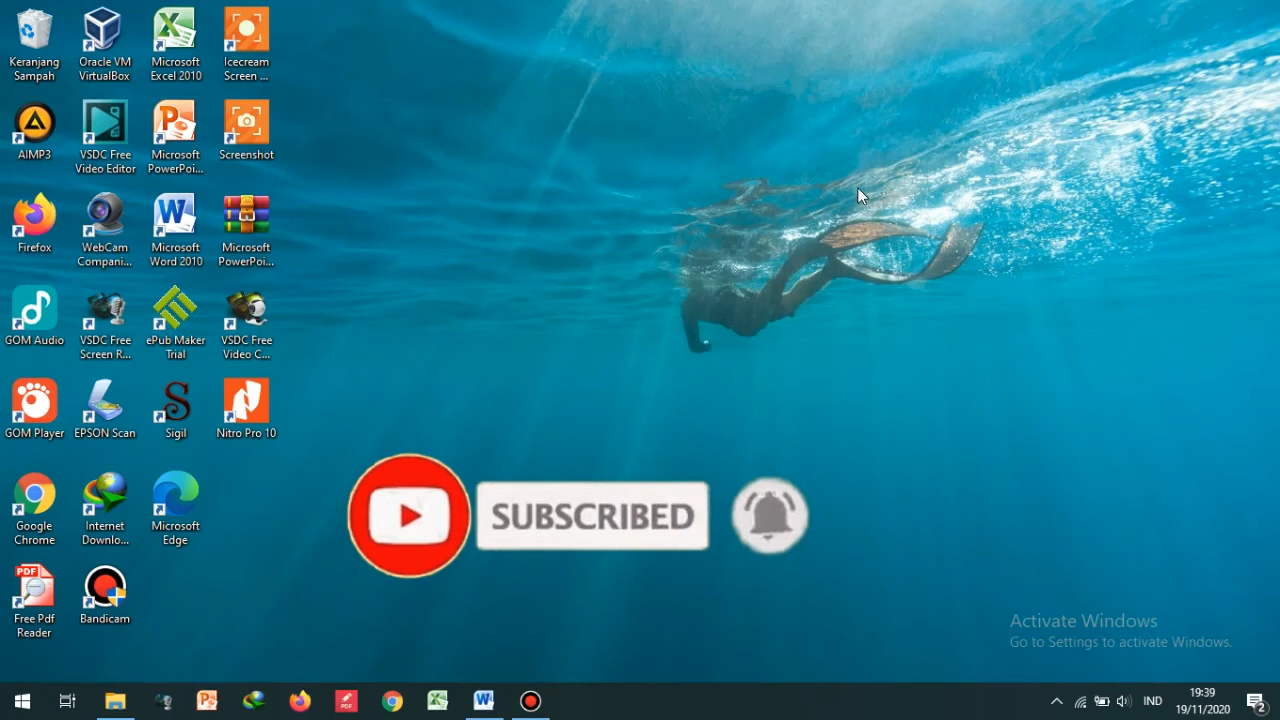 Keranjang
Sampah
Oracle VM
VirtualBox
Microsoft
Excel 2010
Icecream
Screen ...
AIMP3
VSDC Free
Video Editor
Microsoft
PowerPoi...
Screenshot
Firefox
WebCam
Compani...
Microsoft
Word 2010
Microsoft
PowerPoi...
GOM Audio
VSDC Free
Screen R...
ePub Maker
Trial
VSDC Free
Video C...
GOM Player
EPSON Scan
Sigil
Nitro Pro 10
Google
Chrome
Internet
Downlo...
Microsoft
Edge
PDF
Free Pdf
Reader
Bandicam
SUBSCRIBED
Activate Windows
Go to Settings to activate Windows.
PDF
IND
19:39
19/11/2020
2